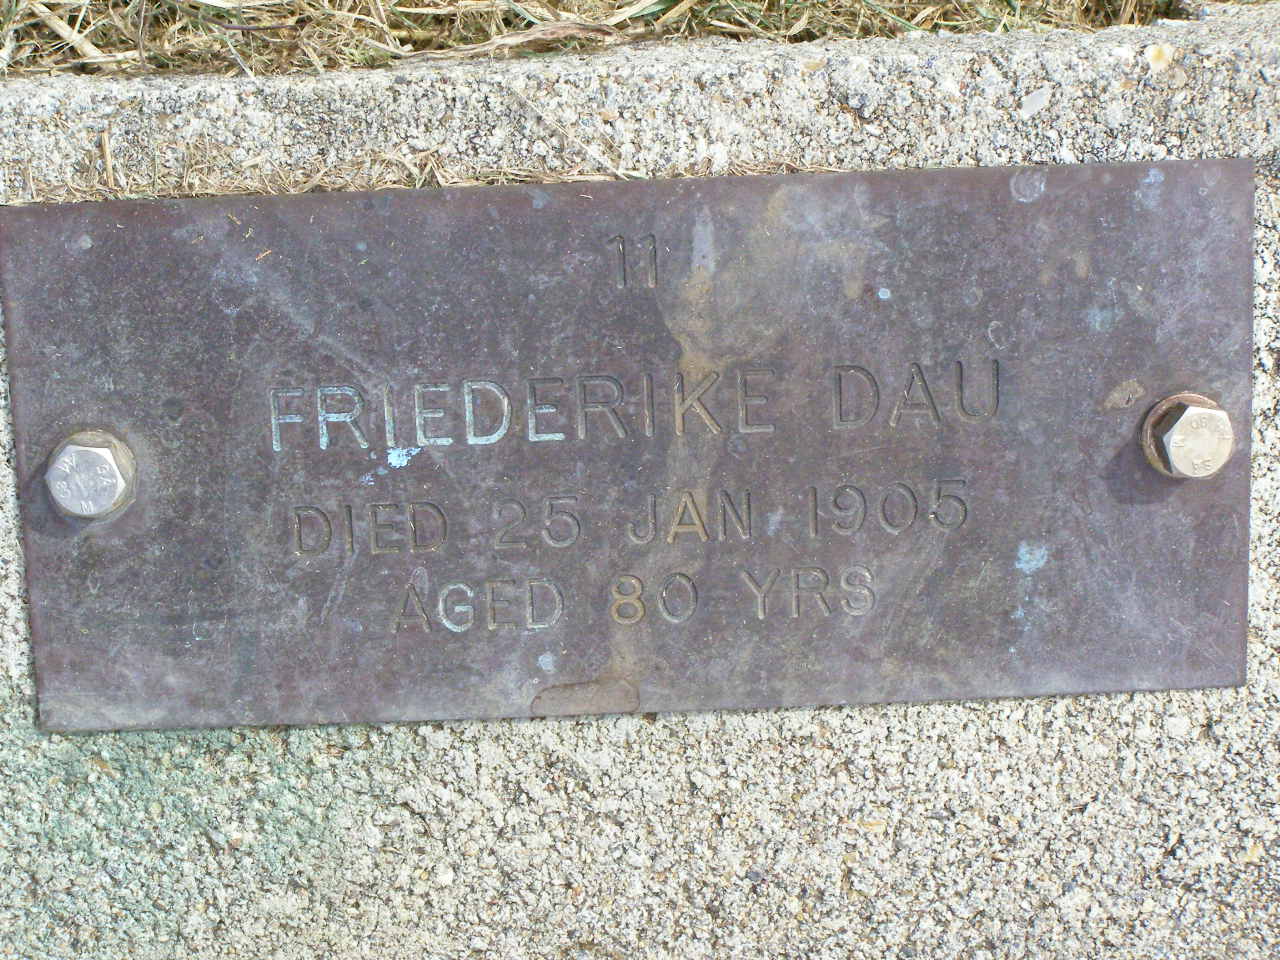 11
FRIEDERIKE DAU
DIED 25 JAN 1905
AGED 80 YRS